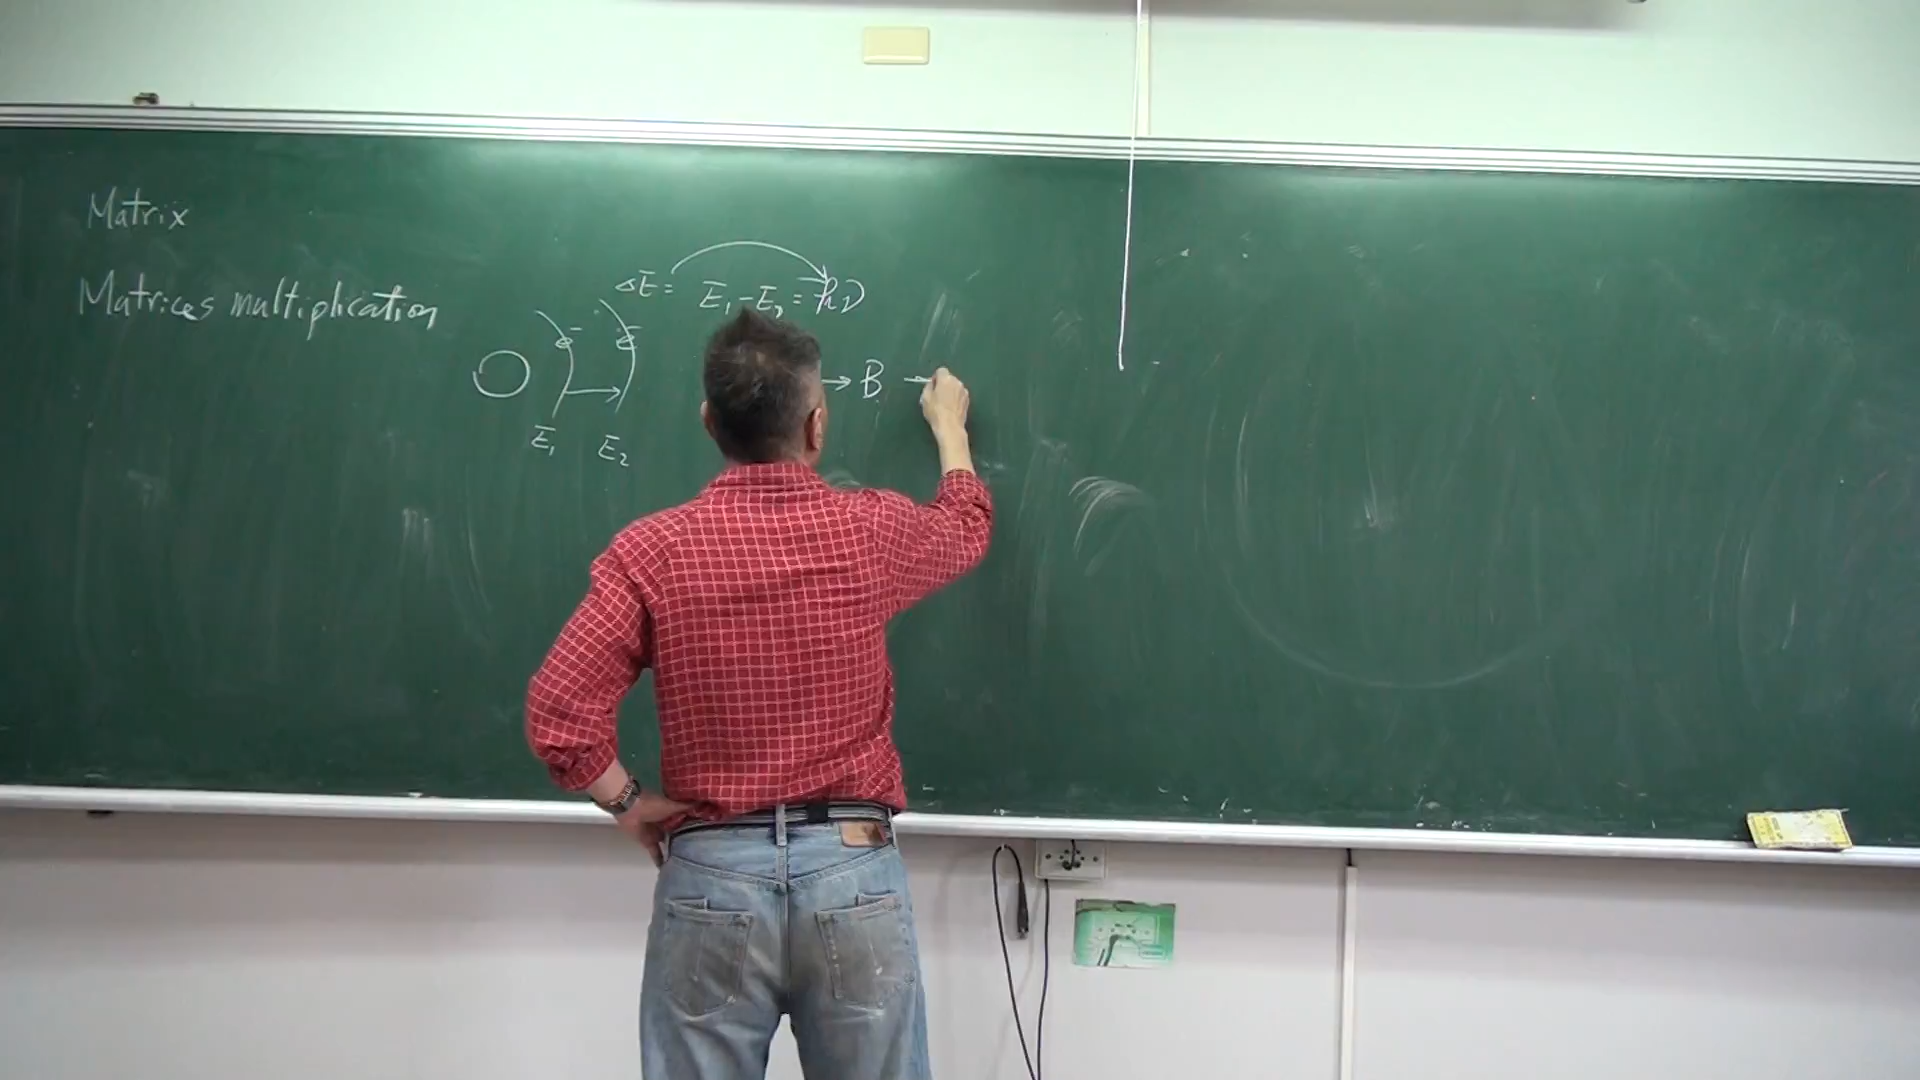 Matrix
Matrices multiplication
ΔE = E₁ - E₂ = hν
e⁻ e⁻
→ B →
E₁ E₂